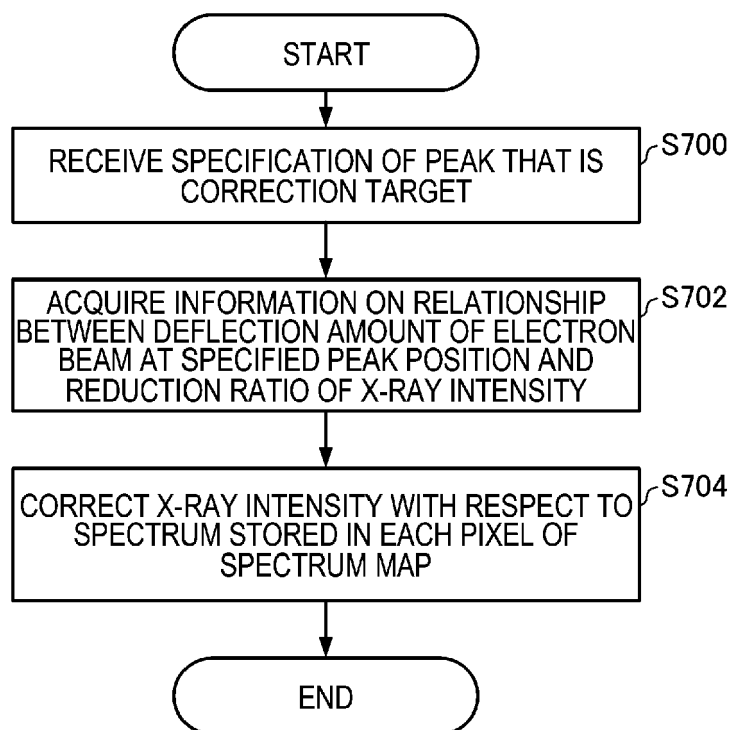 START
RECEIVE SPECIFICATION OF PEAK THAT IS
CORRECTION TARGET
S700
ACQUIRE INFORMATION ON RELATIONSHIP
BETWEEN DEFLECTION AMOUNT OF ELECTRON
BEAM AT SPECIFIED PEAK POSITION AND
REDUCTION RATIO OF X-RAY INTENSITY
S702
CORRECT X-RAY INTENSITY WITH RESPECT TO
SPECTRUM STORED IN EACH PIXEL OF
SPECTRUM MAP
S704
END